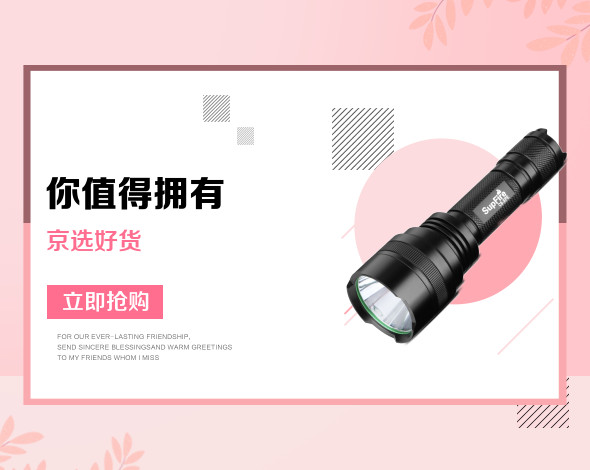 你值得拥有
京选好货
立即抢购
FOR OUR EVER-LASTING FRIENDSHIP,
SEND SINCERE BLESSINGSAND WARM GREETINGS
TO MY FRIENDS WHOM I MISS
SupFire